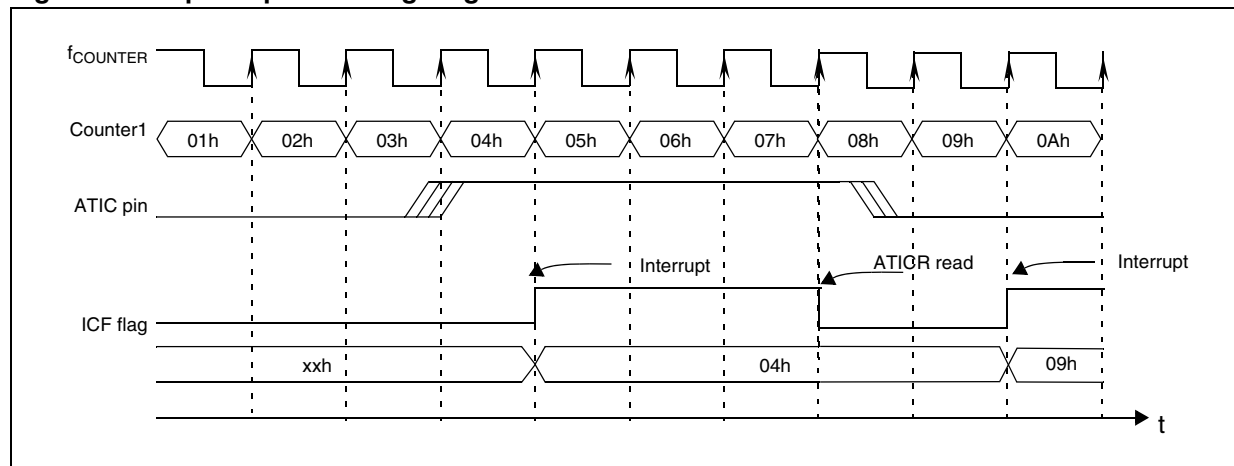 fCOUNTER
Counter1
01h 02h 03h 04h 05h 06h 07h 08h 09h 0Ah
ATIC pin
Interrupt
ATICR read
Interrupt
ICF flag
xxh 04h 09h
t